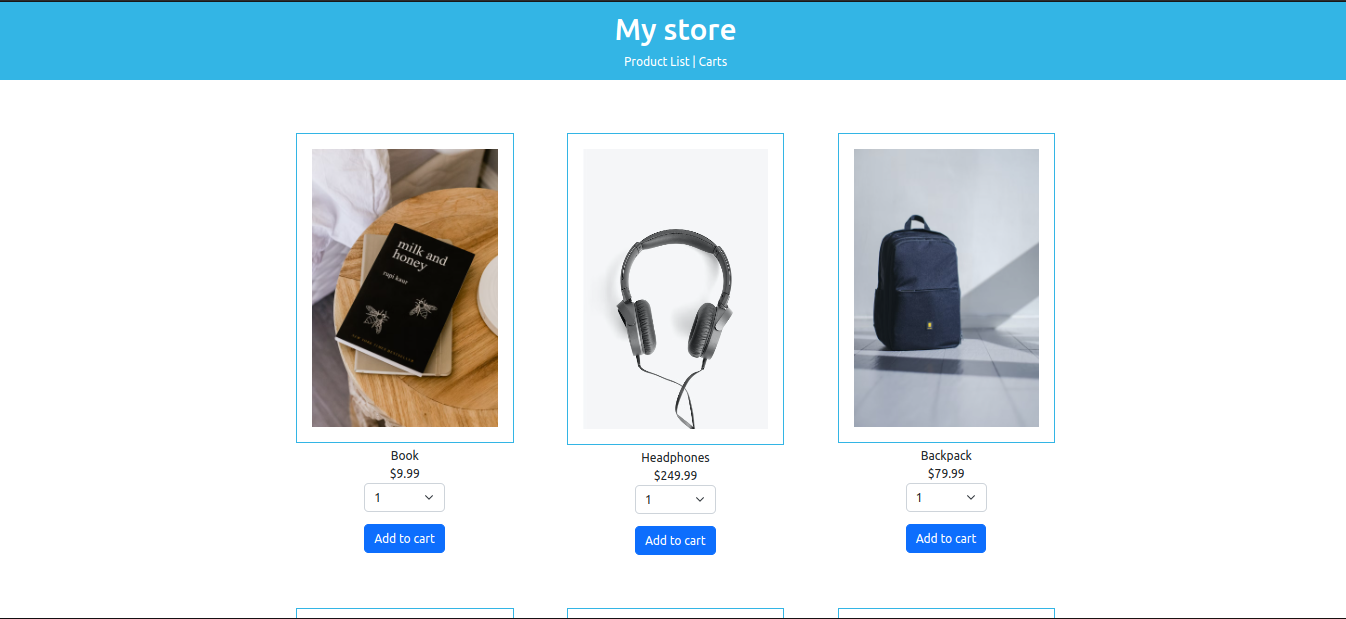 My store
Product List | Carts
milk and
honey
rupi kaur
Book
$9.99
1
Add to cart
Headphones
$249.99
1
Add to cart
Backpack
$79.99
1
Add to cart